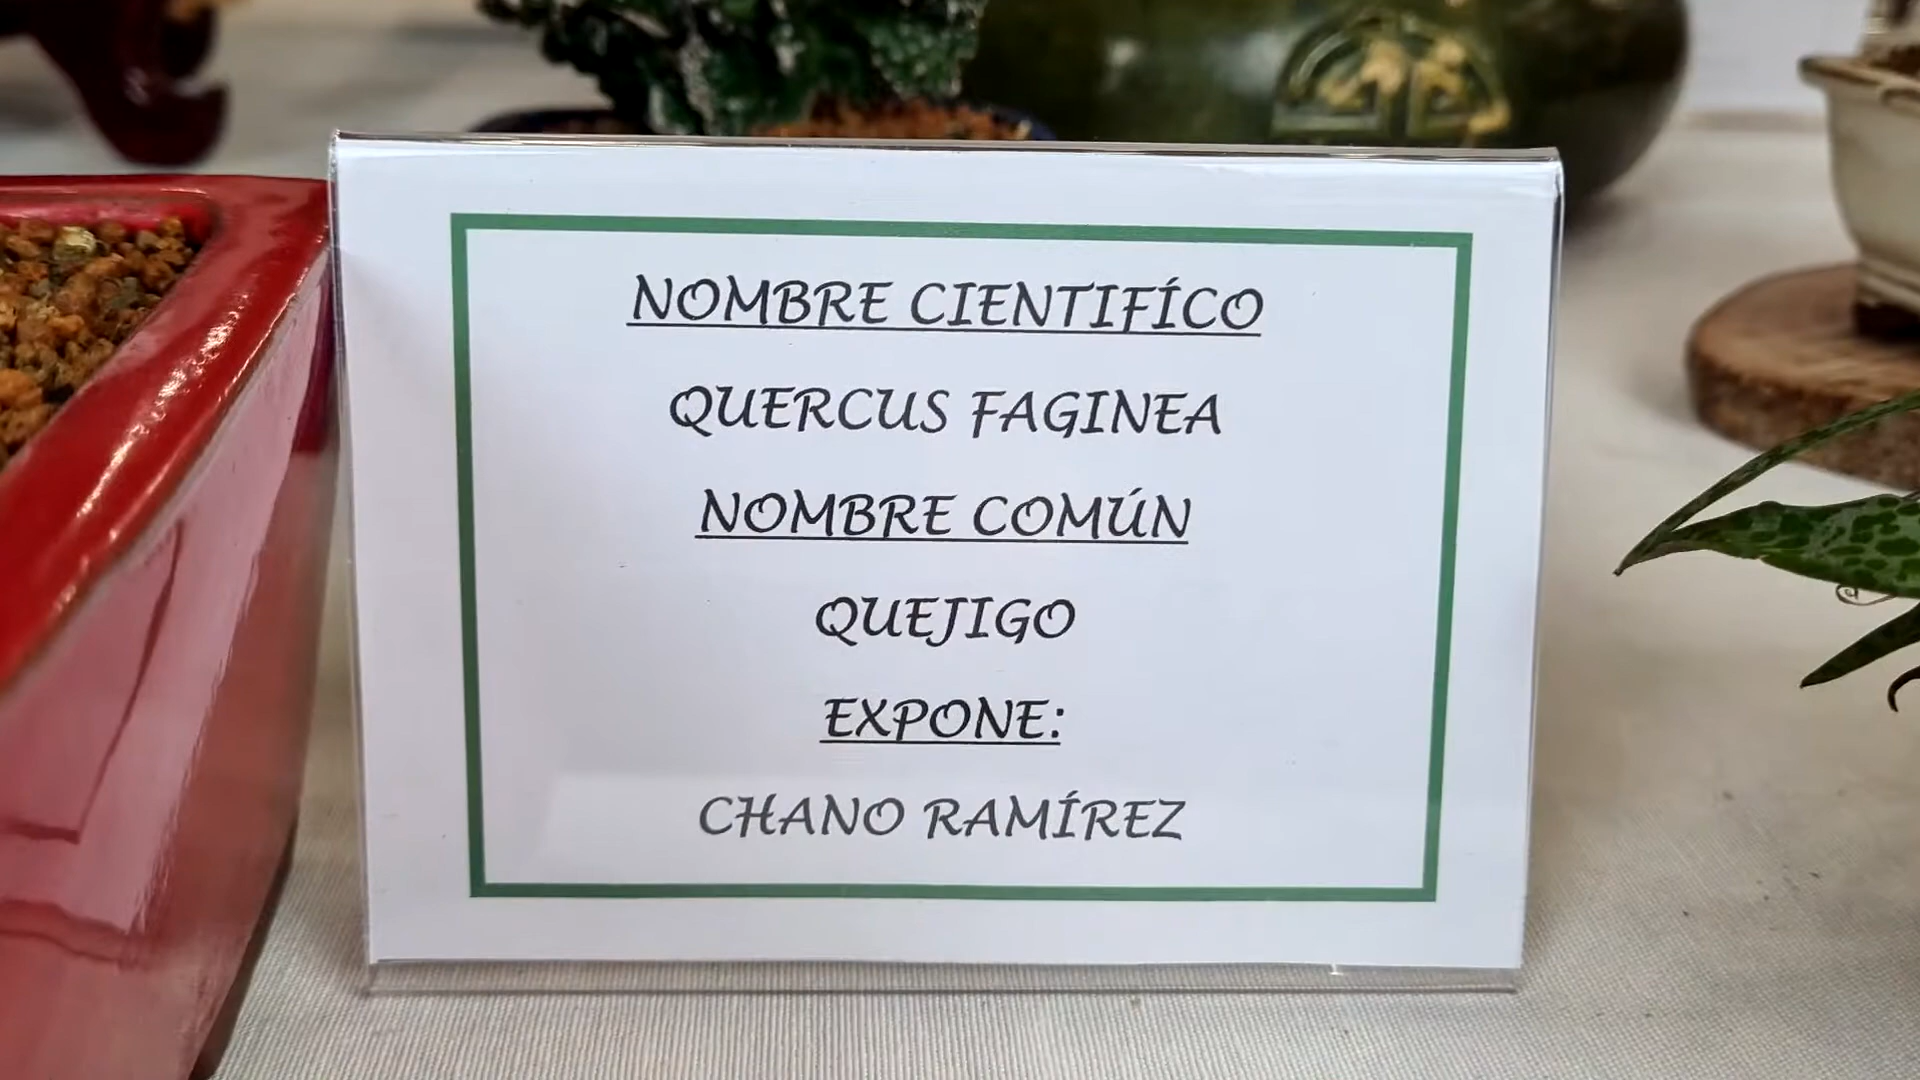 NOMBRE CIENTIFÍCO
QUERCUS FAGINEA
NOMBRE COMÚN
QUEJIGO
EXPONE:
CHANO RAMÍREZ